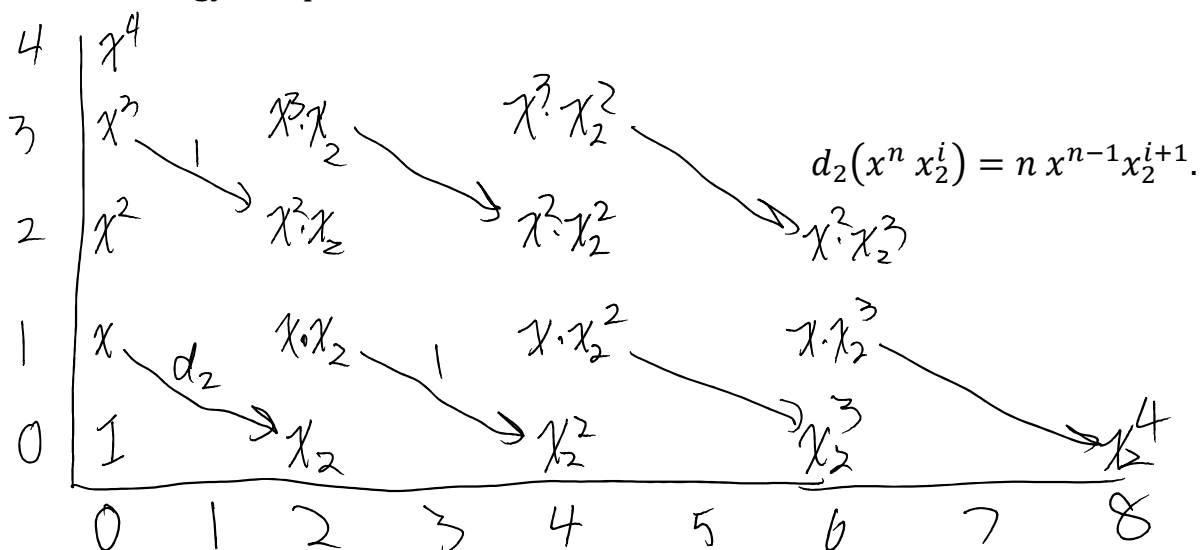 4 x^4
3 x^3 x^3·x_2 x^3·x_2^2
1
d_2(x^n x_2^i) = n x^{n-1}x_2^{i+1}.
2 x^2 x^2·x_2 x^2·x_2^2 x^2·x_2^3
1 x x·x_2 x·x_2^2 x·x_2^3
d_2 1
0 1 x_2 x_2^2 x_2^3 x_2^4
0 1 2 3 4 5 6 7 8